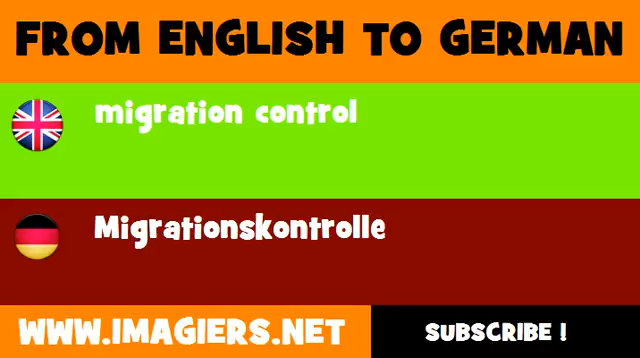 FROM ENGLISH TO GERMAN
migration control
Migrationskontrolle
WWW.IMAGIERS.NET
SUBSCRIBE !